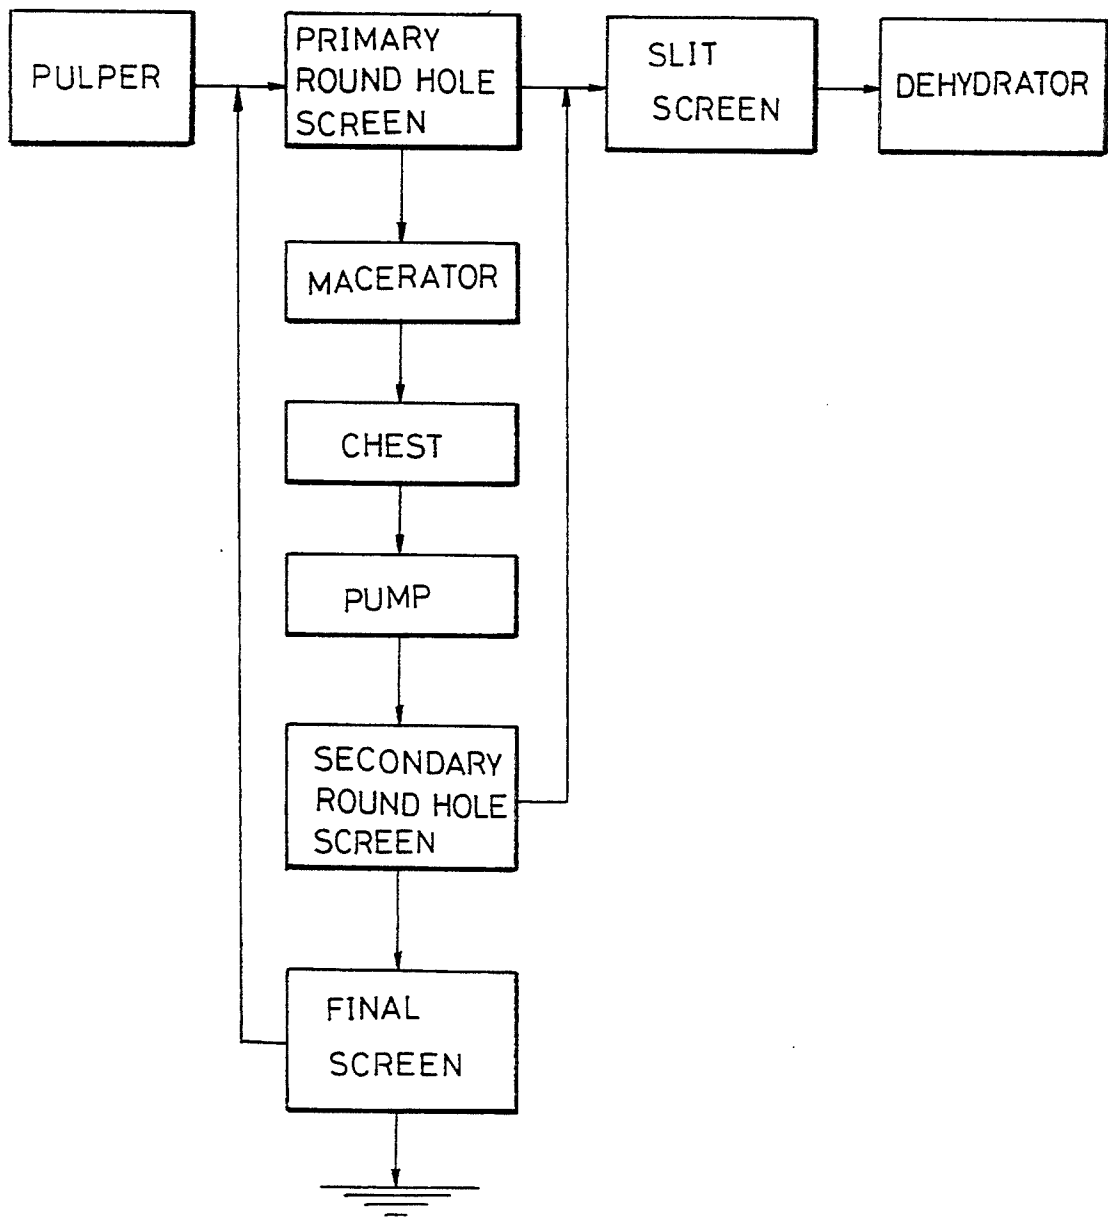 PULPER
PRIMARY
ROUND HOLE
SCREEN
SLIT
SCREEN
DEHYDRATOR
MACERATOR
CHEST
PUMP
SECONDARY
ROUND HOLE
SCREEN
FINAL
SCREEN